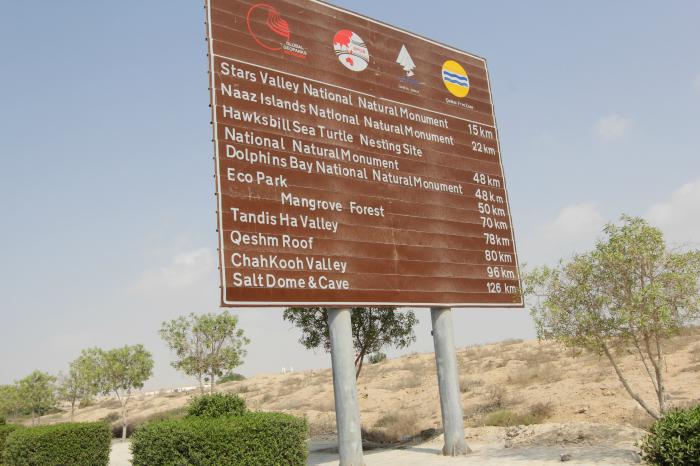 GLOBAL
GEOPARKS
Stars Valley National Natural Monument 15 km
Naaz Islands National Natural Monument 22 km
Hawksbill Sea Turtle Nesting Site
National Natural Monument 48 km
Dolphins Bay National Natural Monument 48 km
Eco Park 50 km
Mangrove Forest 70 km
Tandis Ha Valley 78 km
Qeshm Roof 80 km
ChahKooh Valley 96 km
Salt Dome & Cave 126 km